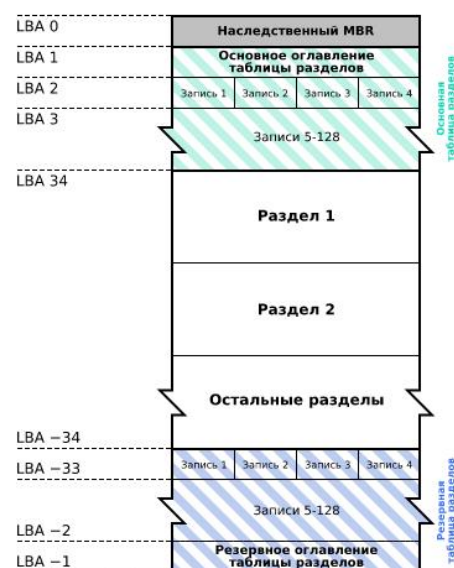 LBA 0
Наследственный MBR
LBA 1
Основное оглавление
таблицы разделов
LBA 2
Запись 1 Запись 2 Запись 3 Запись 4
LBA 3
Записи 5-128
Основная
таблица разделов
LBA 34
Раздел 1
Раздел 2
Остальные разделы
LBA −34
LBA −33
Запись 1 Запись 2 Запись 3 Запись 4
Записи 5-128
LBA −2
Резервное оглавление
таблицы разделов
LBA −1
Резервная
таблица разделов